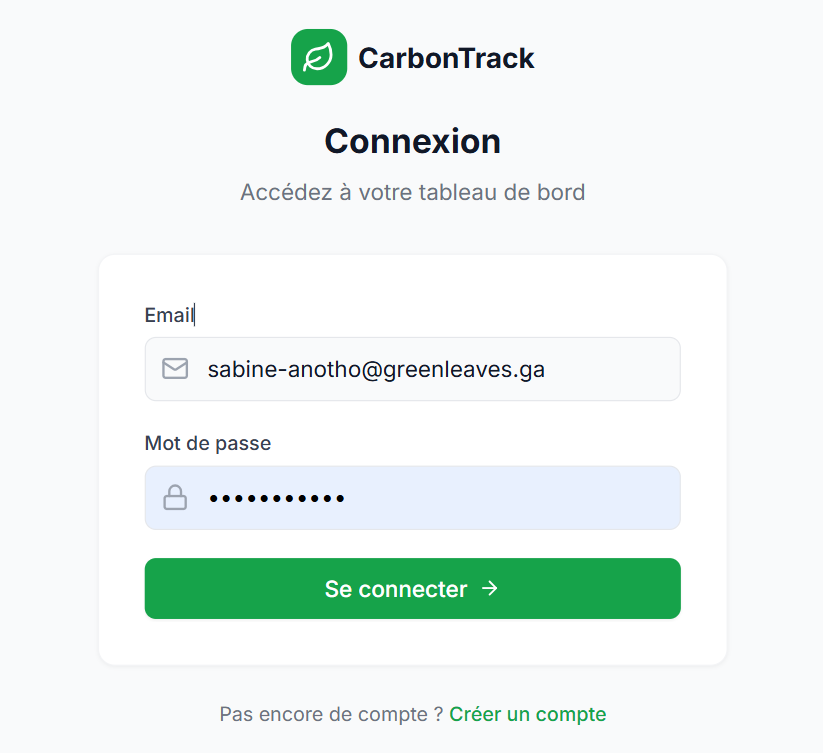 CarbonTrack
Connexion
Accédez à votre tableau de bord
Email
sabine-anotho@greenleaves.ga
Mot de passe
•••••••••••
Se connecter →
Pas encore de compte ? Créer un compte